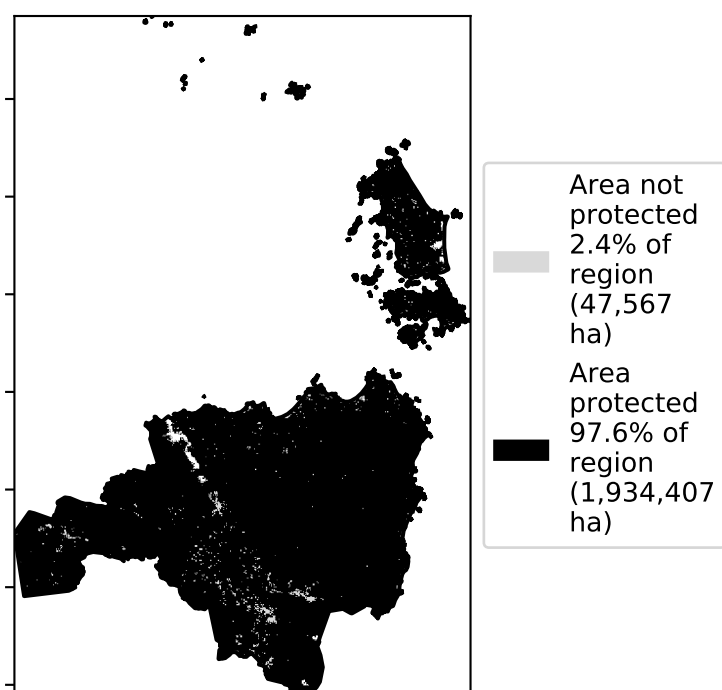 Area not
protected
2.4% of
region
(47,567
ha)
Area
protected
97.6% of
region
(1,934,407
ha)